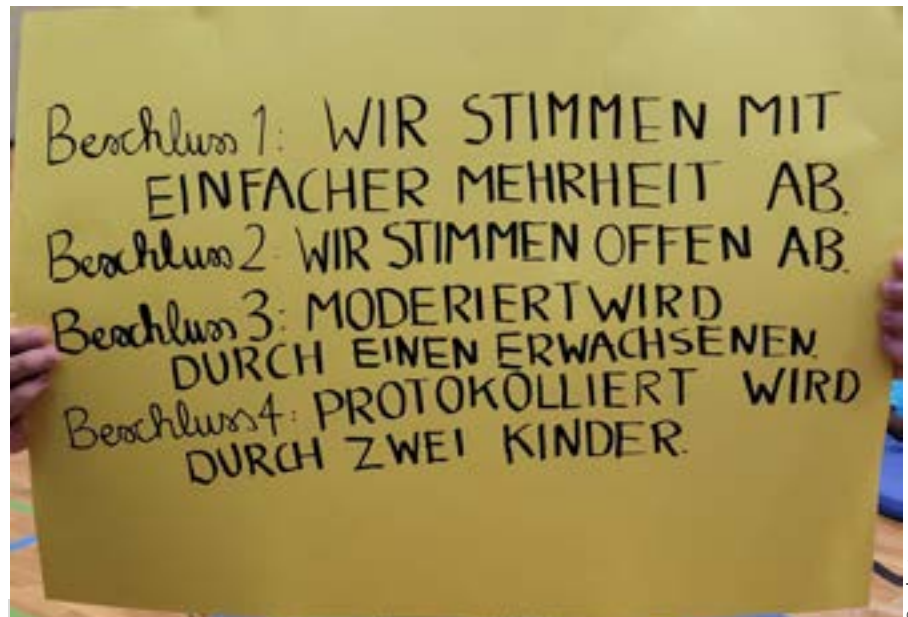 Beschluss 1: WIR STIMMEN MIT
EINFACHER MEHRHEIT AB.
Beschluss 2: WIR STIMMEN OFFEN AB.
Beschluss 3: MODERIERT WIRD
DURCH EINEN ERWACHSENEN.
Beschluss 4: PROTOKOLLIERT WIRD
DURCH ZWEI KINDER.